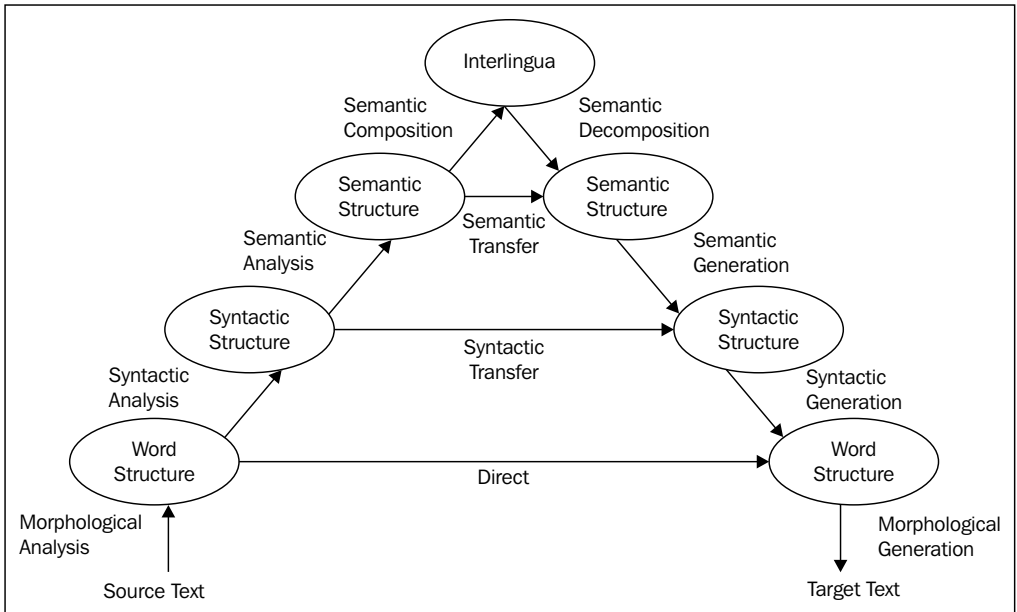 Interlingua
Semantic
Composition
Semantic
Decomposition
Semantic
Structure
Semantic
Structure
Semantic
Transfer
Semantic
Analysis
Semantic
Generation
Syntactic
Structure
Syntactic
Structure
Syntactic
Transfer
Syntactic
Analysis
Syntactic
Generation
Word
Structure
Word
Structure
Direct
Morphological
Analysis
Morphological
Generation
Source Text
Target Text